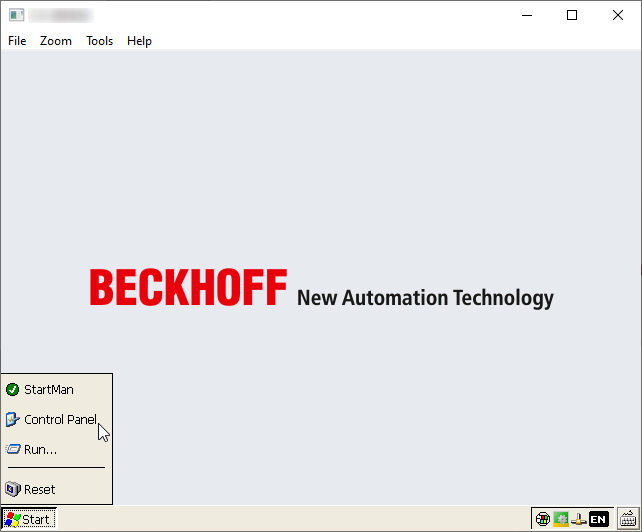 File Zoom Tools Help
BECKHOFF New Automation Technology
StartMan
Control Panel
Run...
Reset
Start EN